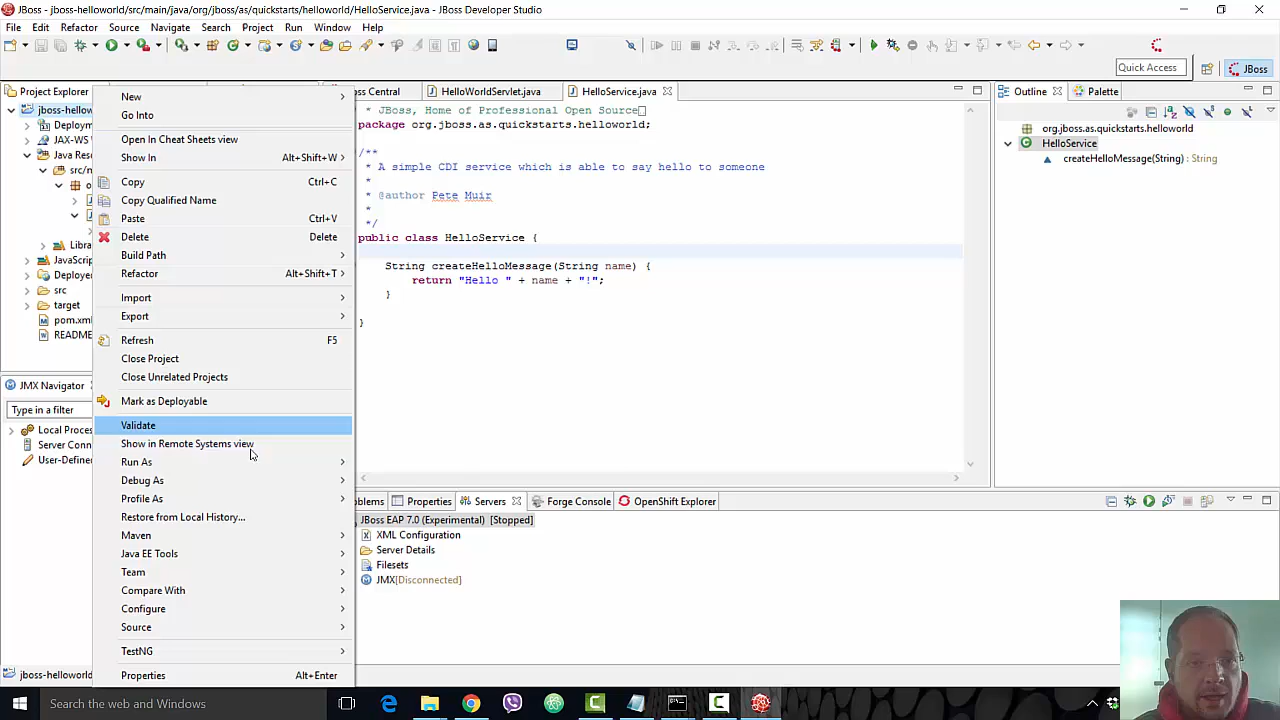 JBoss - jboss-helloworld/src/main/java/org/jboss/as/quickstarts/helloworld/HelloService.java - JBoss Developer Studio
File Edit Refactor Source Navigate Search Project Run Window Help
Quick Access
JBoss
Project Explorer
Central
HelloWorldServlet.java
HelloService.java
Outline
Palette
jboss-hellow
Deploym
JAX-WS
Java Res
src/m
o
Libra
JavaScri
Deploye
src
target
pom.xml
README
JMX Navigator
Type in a filter
Local Proce
Server Conn
User-Define
New
Go Into
Open In Cheat Sheets view
Show In Alt+Shift+W
Copy Ctrl+C
Copy Qualified Name
Paste Ctrl+V
Delete Delete
Build Path
Refactor Alt+Shift+T
Import
Export
Refresh F5
Close Project
Close Unrelated Projects
Mark as Deployable
Validate
Show in Remote Systems view
Run As
Debug As
Profile As
Restore from Local History...
Maven
Java EE Tools
Team
Compare With
Configure
Source
TestNG
Properties Alt+Enter
* JBoss, Home of Professional Open Source
package org.jboss.as.quickstarts.helloworld;
/**
* A simple CDI service which is able to say hello to someone
*
* @author Pete Muir
*
*/
public class HelloService {
String createHelloMessage(String name) {
return "Hello " + name + "!";
}
}
org.jboss.as.quickstarts.helloworld
HelloService
createHelloMessage(String) : String
oblems
Properties
Servers
Forge Console
OpenShift Explorer
JBoss EAP 7.0 (Experimental) [Stopped]
XML Configuration
Server Details
Filesets
JMX[Disconnected]
jboss-helloworld
Search the web and Windows